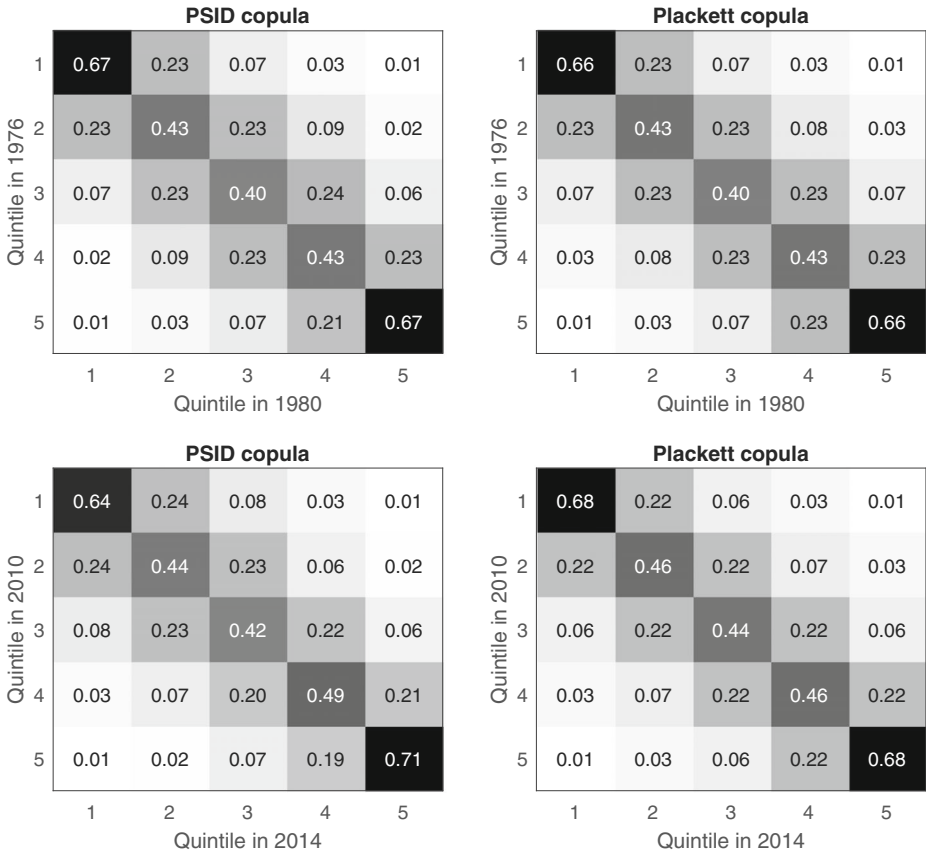 PSID copula
Plackett copula
Quintile in 1976
1 0.67 0.23 0.07 0.03 0.01
2 0.23 0.43 0.23 0.09 0.02
3 0.07 0.23 0.40 0.24 0.06
4 0.02 0.09 0.23 0.43 0.23
5 0.01 0.03 0.07 0.21 0.67
1 2 3 4 5
Quintile in 1980
Quintile in 1976
1 0.66 0.23 0.07 0.03 0.01
2 0.23 0.43 0.23 0.08 0.03
3 0.07 0.23 0.40 0.23 0.07
4 0.03 0.08 0.23 0.43 0.23
5 0.01 0.03 0.07 0.23 0.66
1 2 3 4 5
Quintile in 1980
PSID copula
Plackett copula
Quintile in 2010
1 0.64 0.24 0.08 0.03 0.01
2 0.24 0.44 0.23 0.06 0.02
3 0.08 0.23 0.42 0.22 0.06
4 0.03 0.07 0.20 0.49 0.21
5 0.01 0.02 0.07 0.19 0.71
1 2 3 4 5
Quintile in 2014
Quintile in 2010
1 0.68 0.22 0.06 0.03 0.01
2 0.22 0.46 0.22 0.07 0.03
3 0.06 0.22 0.44 0.22 0.06
4 0.03 0.07 0.22 0.46 0.22
5 0.01 0.03 0.06 0.22 0.68
1 2 3 4 5
Quintile in 2014